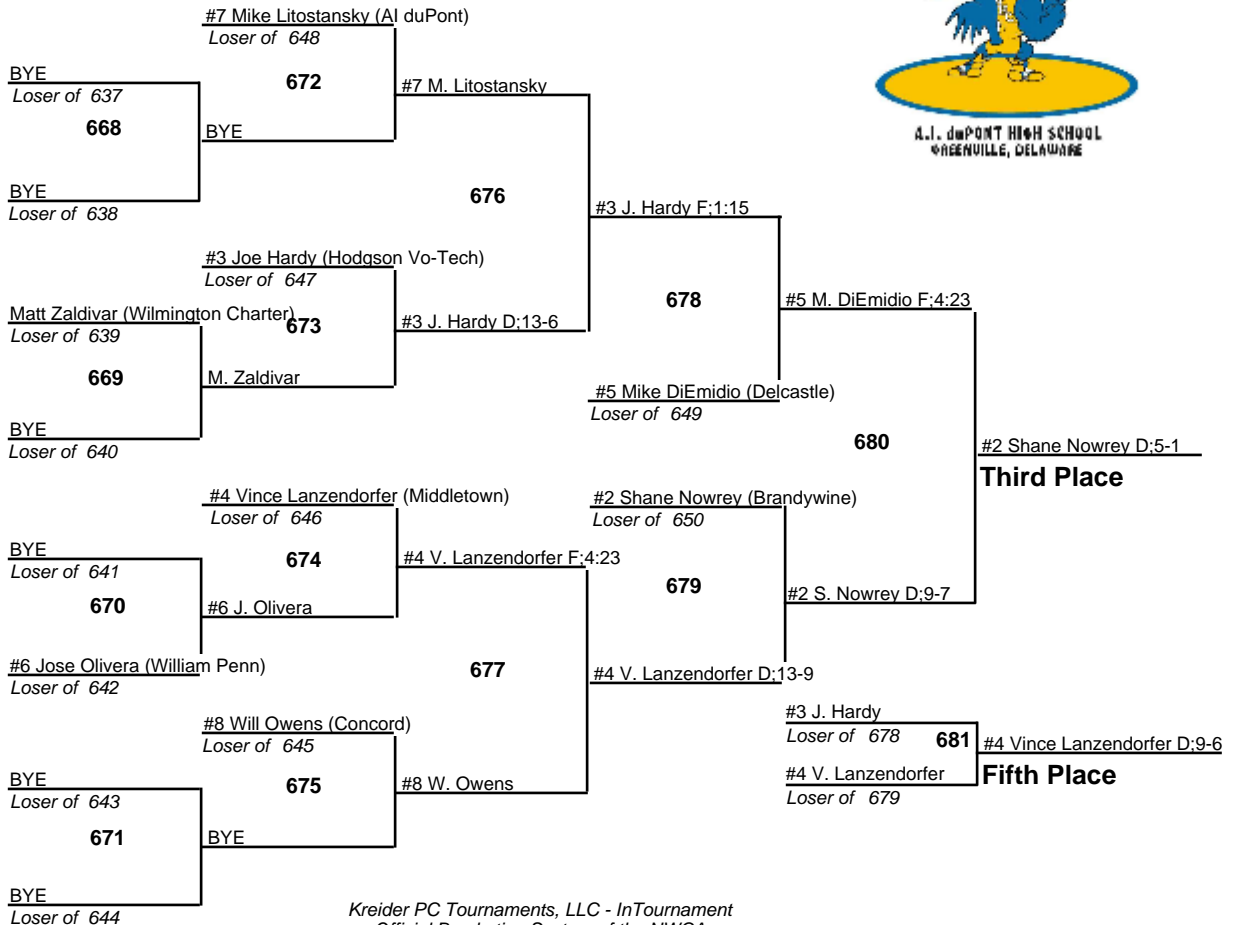 #7 Mike Litostansky (AI duPont)
Loser of 648
BYE
672
#7 M. Litostansky
Loser of 637
668
BYE
A.I. duPONT HIGH SCHOOL
GREENVILLE, DELAWARE
BYE
676
Loser of 638
#3 J. Hardy F;1:15
#3 Joe Hardy (Hodgson Vo-Tech)
Loser of 647
678
#5 M. DiEmidio F;4:23
Matt Zaldivar (Wilmington Charter)
673
#3 J. Hardy D;13-6
Loser of 639
669
M. Zaldivar
#5 Mike DiEmidio (Delcastle)
Loser of 649
BYE
680
Loser of 640
#2 Shane Nowrey D;5-1
Third Place
#4 Vince Lanzendorfer (Middletown)
#2 Shane Nowrey (Brandywine)
Loser of 646
Loser of 650
BYE
674
#4 V. Lanzendorfer F;4:23
Loser of 641
679
670
#6 J. Olivera
#2 S. Nowrey D;9-7
#6 Jose Olivera (William Penn)
677
#4 V. Lanzendorfer D;13-9
Loser of 642
#3 J. Hardy
#8 Will Owens (Concord)
Loser of 678
681
#4 Vince Lanzendorfer D;9-6
Loser of 645
BYE
675
#8 W. Owens
#4 V. Lanzendorfer
Fifth Place
Loser of 643
Loser of 679
671
BYE
BYE
Loser of 644
Kreider PC Tournaments, LLC - InTournament